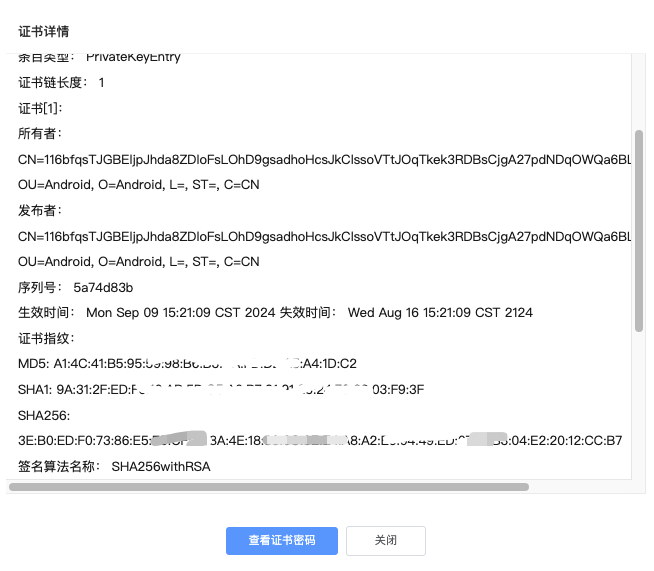 证书详情
条目类型： PrivateKeyEntry
证书链长度： 1
证书[1]:
所有者：
CN=116bfqsTJGBEljpJhda8ZDloFsLOhD9gsadhoHcsJkClssoVTtJOqTkek3RDBsCjgA27pdNDqOWQa6BL
OU=Android, O=Android, L=, ST=, C=CN
发布者：
CN=116bfqsTJGBEljpJhda8ZDloFsLOhD9gsadhoHcsJkClssoVTtJOqTkek3RDBsCjgA27pdNDqOWQa6BL
OU=Android, O=Android, L=, ST=, C=CN
序列号： 5a74d83b
生效时间： Mon Sep 09 15:21:09 CST 2024 失效时间： Wed Aug 16 15:21:09 CST 2124
证书指纹：
MD5: A1:4C:41:B5:95: :A4:1D:C2
SHA1: 9A:31:2F:ED: 03:F9:3F
SHA256:
3E:B0:ED:F0:73:86:E5: 3A:4E:18: A8:A2: :04:E2:20:12:CC:B7
签名算法名称： SHA256withRSA
查看证书密码 关闭